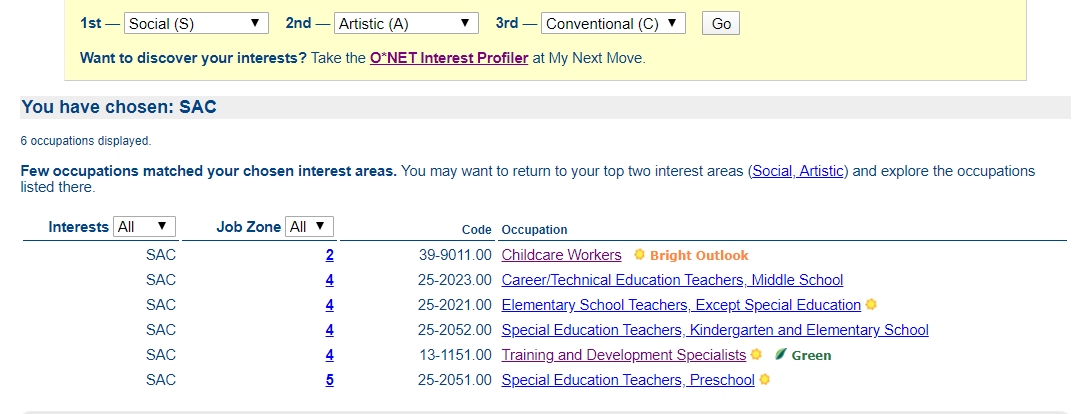 1st — Social (S) 2nd — Artistic (A) 3rd — Conventional (C) Go
Want to discover your interests? Take the O*NET Interest Profiler at My Next Move.
You have chosen: SAC
6 occupations displayed.
Few occupations matched your chosen interest areas. You may want to return to your top two interest areas (Social, Artistic) and explore the occupations
listed there.
Interests All Job Zone All Code Occupation
SAC 2 39-9011.00 Childcare Workers Bright Outlook
SAC 4 25-2023.00 Career/Technical Education Teachers, Middle School
SAC 4 25-2021.00 Elementary School Teachers, Except Special Education
SAC 4 25-2052.00 Special Education Teachers, Kindergarten and Elementary School
SAC 4 13-1151.00 Training and Development Specialists Green
SAC 5 25-2051.00 Special Education Teachers, Preschool